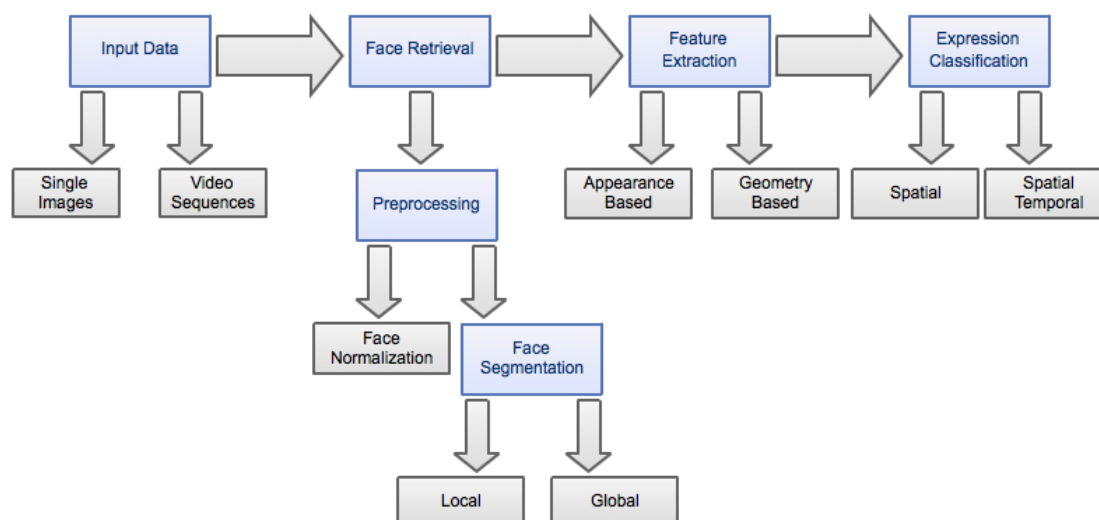 Input Data
Face Retrieval
Feature
Extraction
Expression
Classification
Single
Images
Video
Sequences
Preprocessing
Appearance
Based
Geometry
Based
Spatial
Spatial
Temporal
Face
Normalization
Face
Segmentation
Local
Global